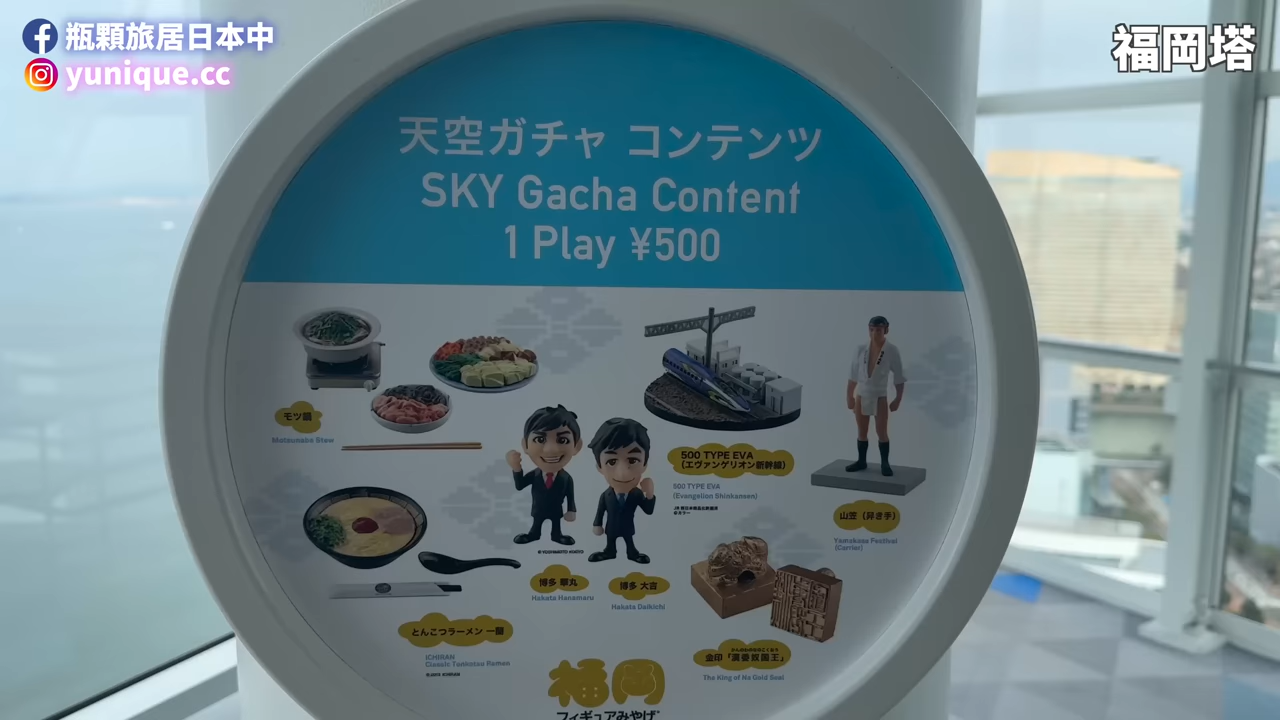 瓶顆旅居日本中
yunique.cc
福岡塔
天空ガチャ コンテンツ
SKY Gacha Content
1 Play ¥500
モツ鍋
Motsunabe Stew
500 TYPE EVA
(エヴァンゲリオン新幹線)
500 TYPE EVA
(Evangelion Shinkansen)
山笠(舁き手)
Yamakasa Festival
(Carrier)
博多 華丸
Hakata Hanamaru
博多 大吉
Hakata Daikichi
とんこつラーメン 一蘭
ICHIRAN
Classic Tonkotsu Ramen
金印「漢委奴国王」
The King of Na Gold Seal
福岡
フィギュアみやげ